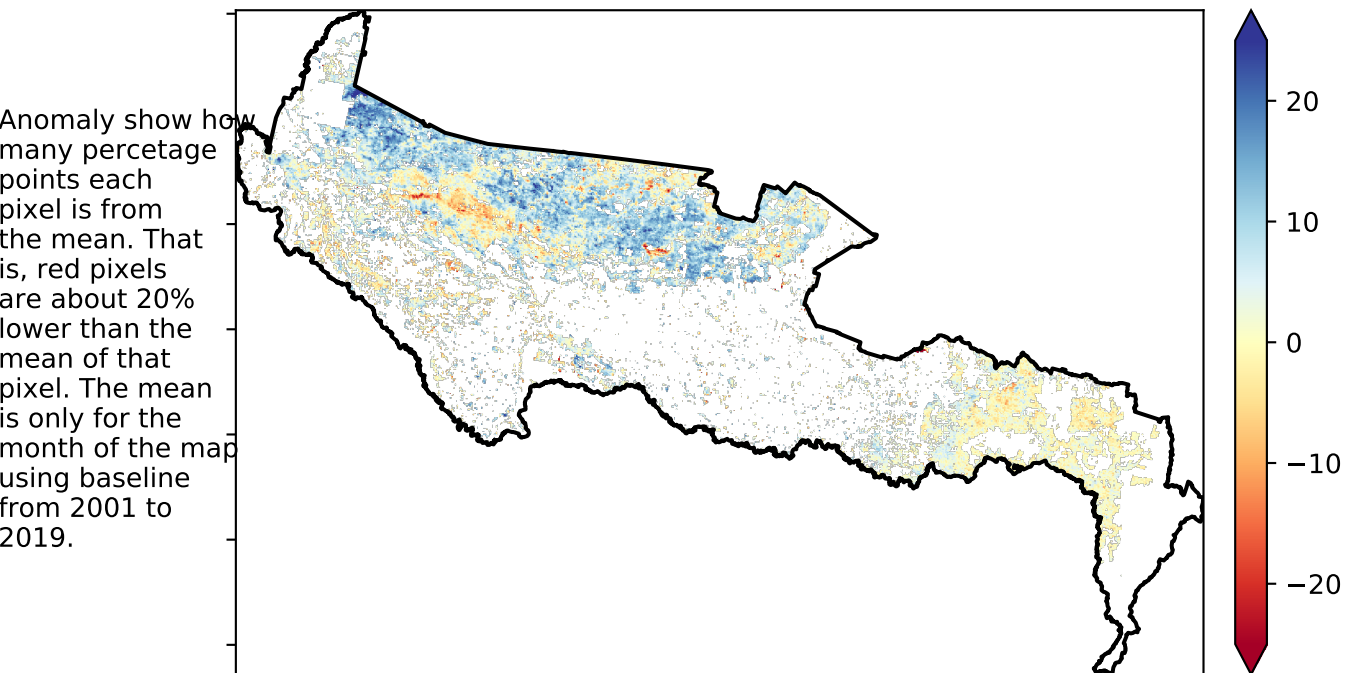 Anomaly show how
many percetage
points each
pixel is from
the mean. That
is, red pixels
are about 20%
lower than the
mean of that
pixel. The mean
is only for the
month of the map
using baseline
from 2001 to
2019.
20
10
0
−10
−20